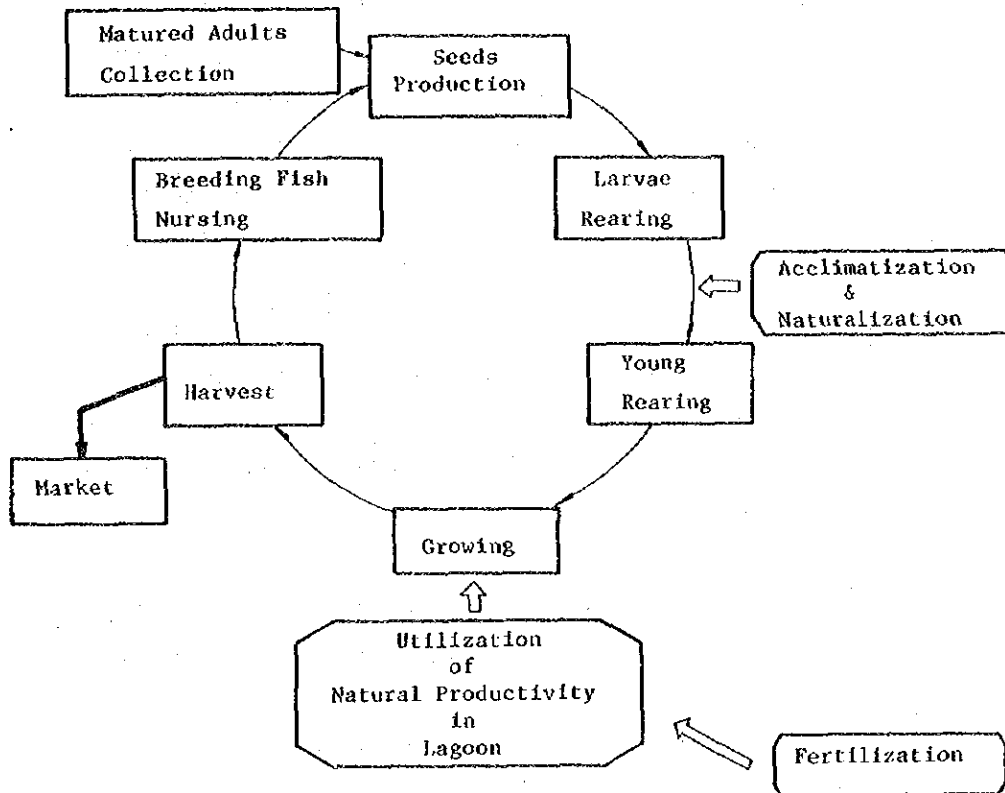 Matured Adults
Collection
Seeds
Production
Breeding Fish
Nursing
Larvae
Rearing
Acclimatization
&
Naturalization
Harvest
Young
Rearing
Market
Growing
Utilization
of
Natural Productivity
in
Lagoon
Fertilization